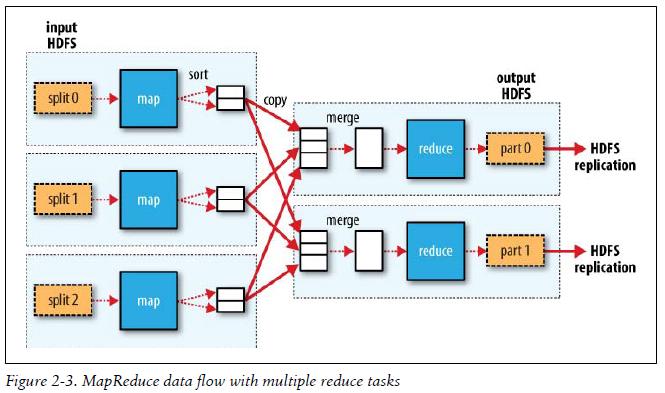 input
HDFS
split 0
map
sort
copy
split 1
map
split 2
map
output
HDFS
merge
reduce
part 0
HDFS
replication
merge
reduce
part 1
HDFS
replication
Figure 2-3. MapReduce data flow with multiple reduce tasks